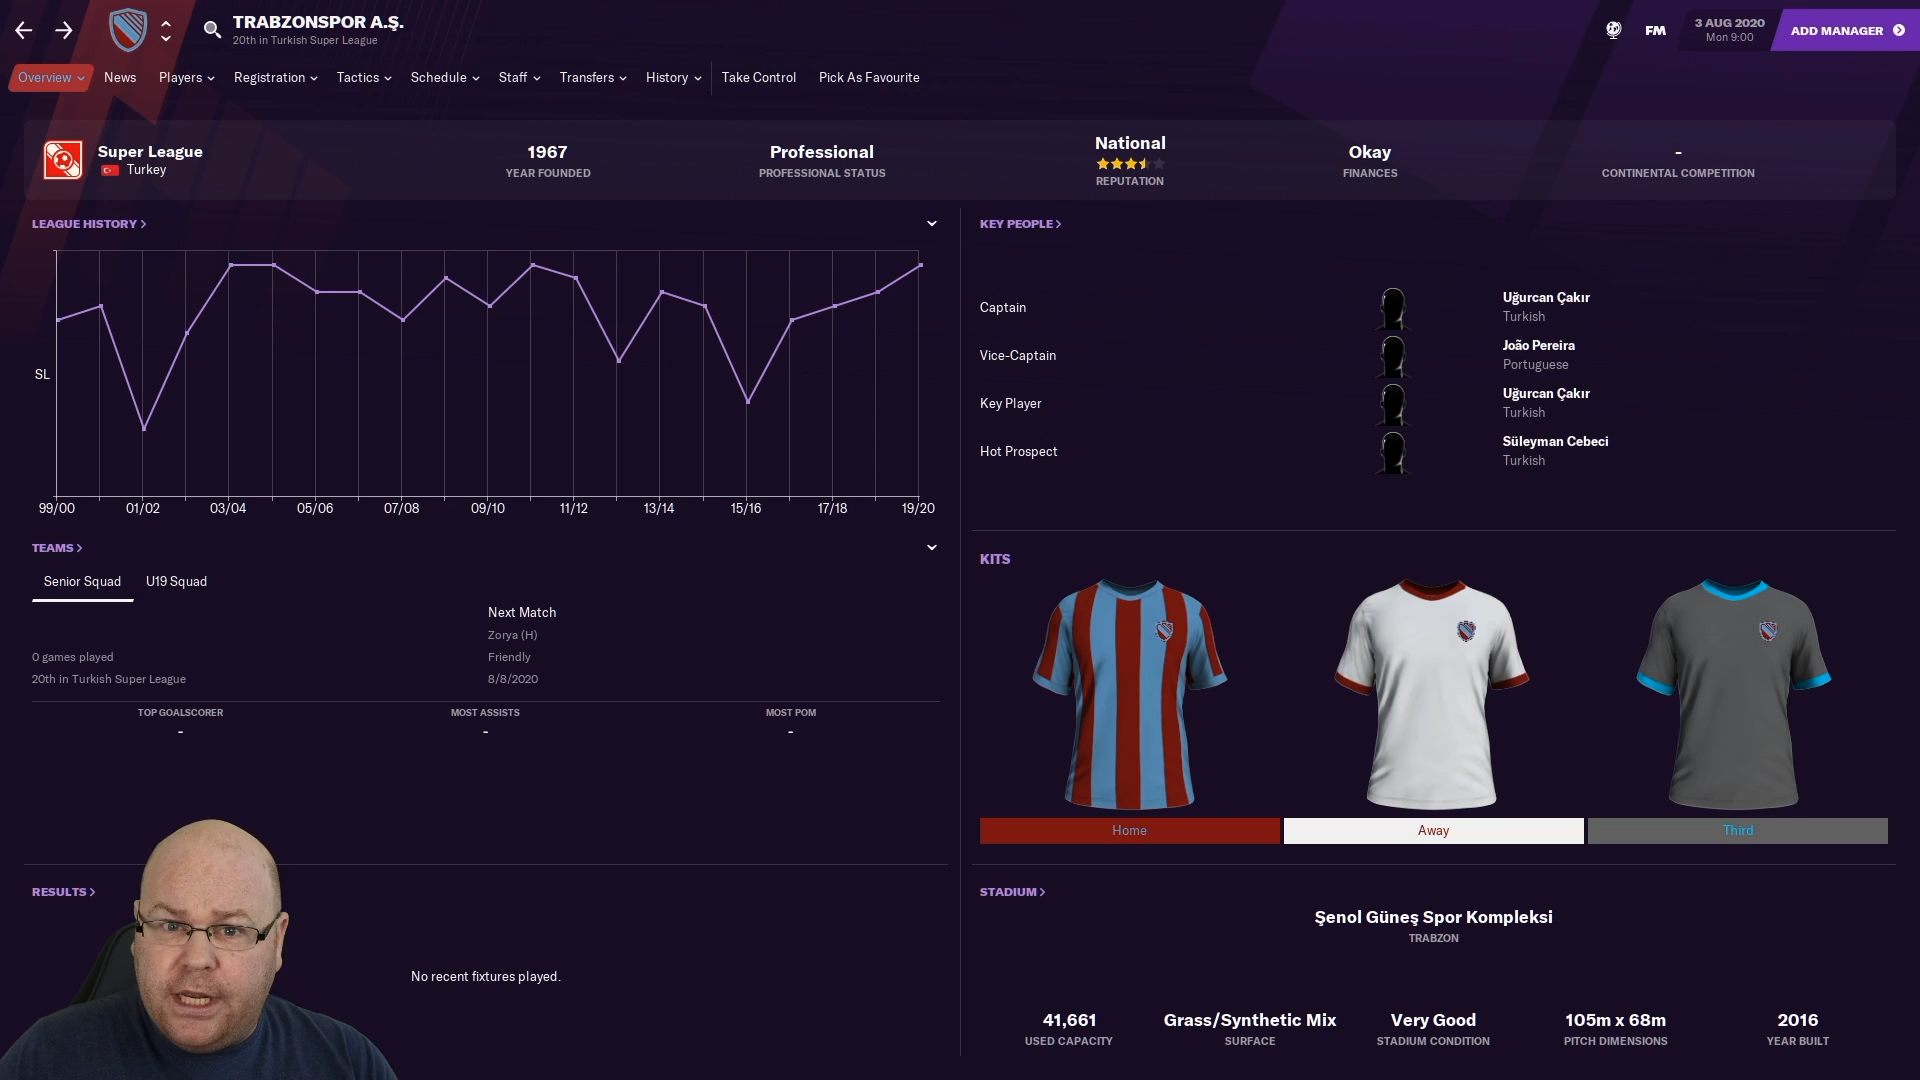 TRABZONSPOR A.Ş.
20th in Turkish Super League
FM
3 AUG 2020
Mon 9:00
ADD MANAGER
Overview
News
Players
Registration
Tactics
Schedule
Staff
Transfers
History
Take Control
Pick As Favourite
Super League
Turkey
1967
YEAR FOUNDED
Professional
PROFESSIONAL STATUS
National
REPUTATION
Okay
FINANCES
-
CONTINENTAL COMPETITION
LEAGUE HISTORY
SL
99/00 01/02 03/04 05/06 07/08 09/10 11/12 13/14 15/16 17/18 19/20
TEAMS
Senior Squad
U19 Squad
0 games played
20th in Turkish Super League
Next Match
Zorya (H)
Friendly
8/8/2020
TOP GOALSCORER
-
MOST ASSISTS
-
MOST POM
-
RESULTS
No recent fixtures played.
KEY PEOPLE
Captain
Uğurcan Çakır
Turkish
Vice-Captain
João Pereira
Portuguese
Key Player
Uğurcan Çakır
Turkish
Hot Prospect
Süleyman Cebeci
Turkish
KITS
Home
Away
Third
STADIUM
Şenol Güneş Spor Kompleksi
TRABZON
41,661
USED CAPACITY
Grass/Synthetic Mix
SURFACE
Very Good
STADIUM CONDITION
105m x 68m
PITCH DIMENSIONS
2016
YEAR BUILT